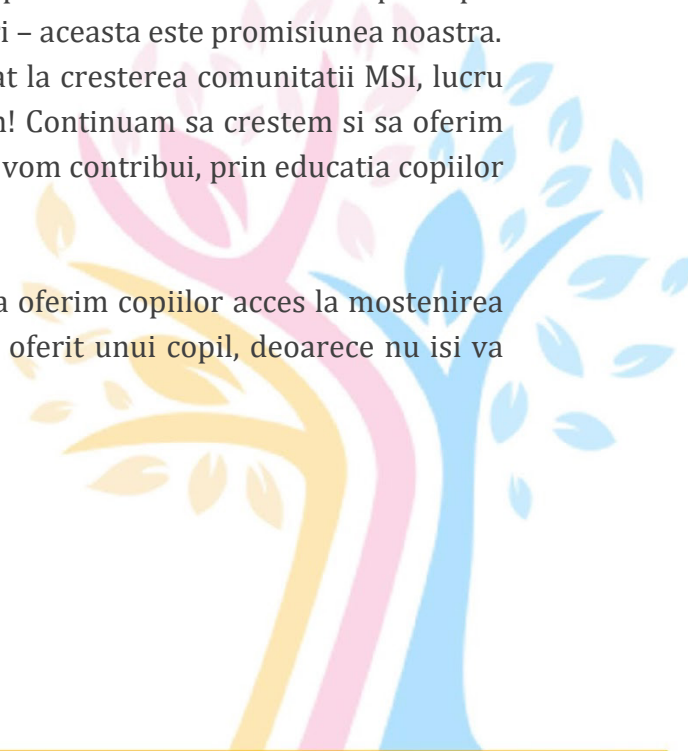 i – aceasta este promisiunea noastra.
at la cresterea comunitatii MSI, lucru
! Continuam sa crestem si sa oferim
vom contribui, prin educatia copiilor
a oferim copiilor acces la mostenirea
oferit unui copil, deoarece nu isi va